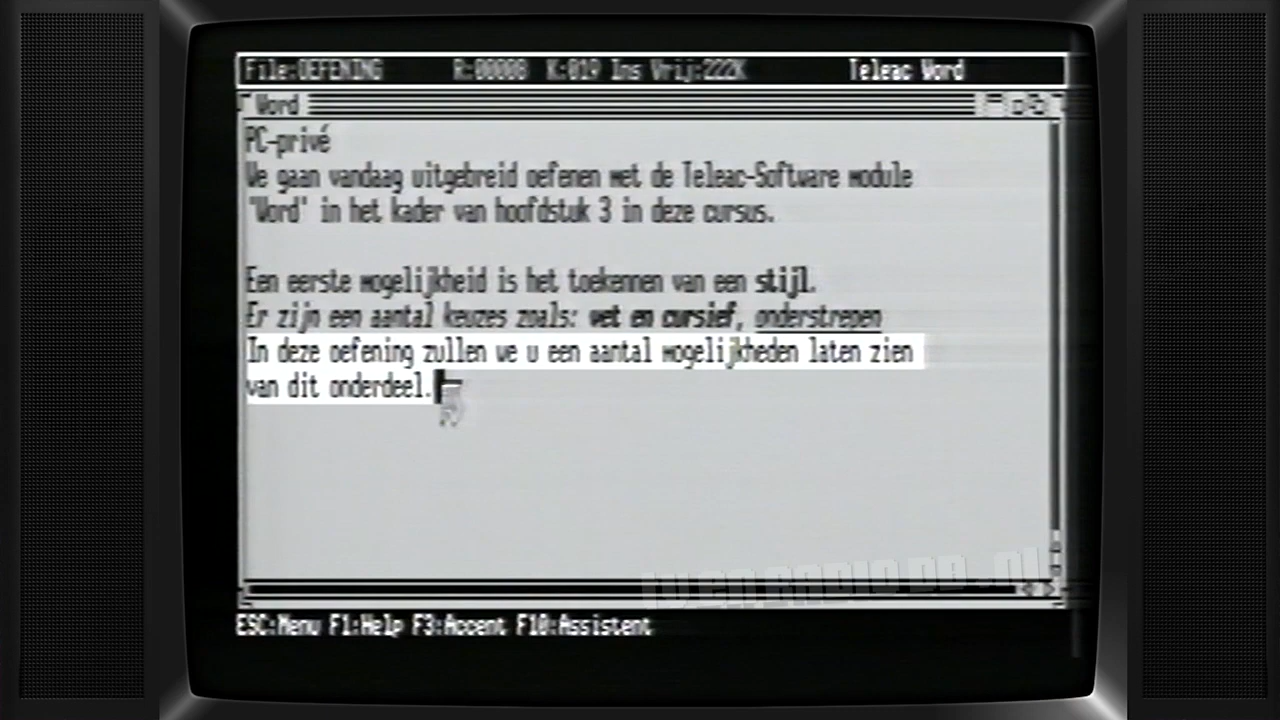 File:OEFENING R:00008 K:019 Ins Vrij:222K Teleac Word
Word
PC-privé
We gaan vandaag uitgebreid oefenen met de Teleac-Software module
'Word' in het kader van hoofdstuk 3 in deze cursus.
Een eerste mogelijkheid is het toekennen van een stijl.
Er zijn een aantal keuzes zoals: vet en cursief, onderstrepen
In deze oefening zullen we u een aantal mogelijkheden laten zien
van dit onderdeel.
TVENRADIODB.nl
ESC:Menu F1:Help F3:Accent F10:Assistent